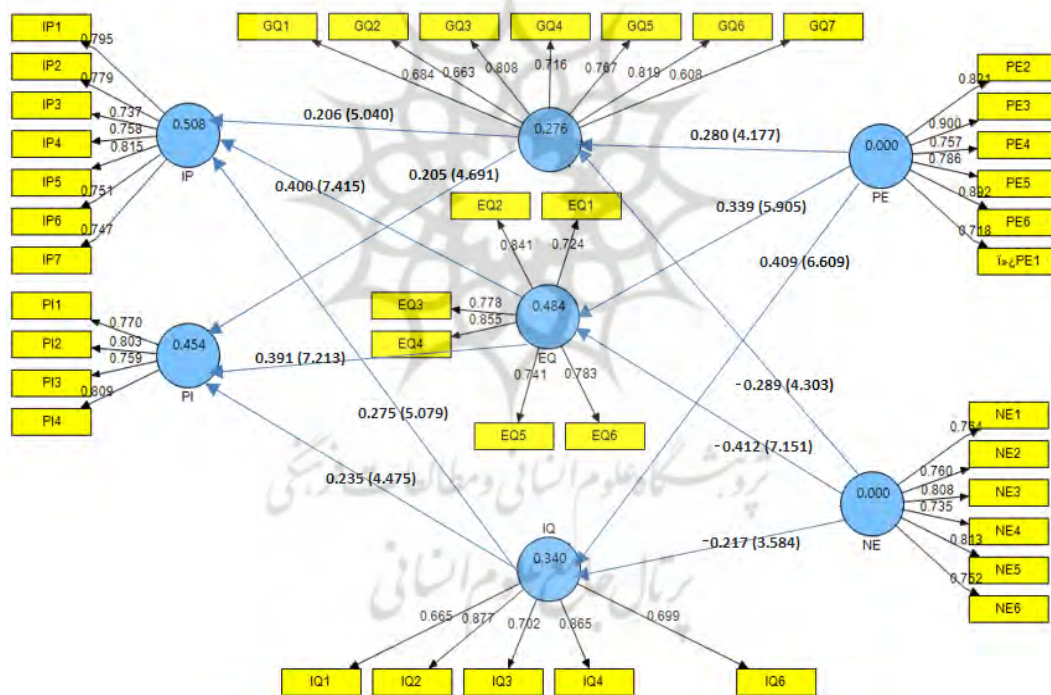 IP1
IP2
IP3
IP4
IP5
IP6
IP7
0.795
0.779
0.737
0.758
0.815
0.751
0.747
0.508
IP
GQ1
GQ2
GQ3
GQ4
GQ5
GQ6
GQ7
0.684
0.663
0.808
0.716
0.767
0.819
0.608
0.276
PE2
PE3
PE4
PE5
PE6
ï»¿PE1
0.821
0.900
0.757
0.786
0.892
0.718
0.000
PE
0.206 (5.040)
0.280 (4.177)
0.400 (7.415)
0.205 (4.691)
0.339 (5.905)
0.409 (6.609)
EQ2
EQ1
0.841
0.724
EQ3
EQ4
0.778
0.855
0.484
EQ
0.741
0.783
EQ5
EQ6
PI1
PI2
PI3
PI4
0.770
0.803
0.759
0.809
0.454
PI
0.391 (7.213)
0.275 (5.079)
0.235 (4.475)
-0.289 (4.303)
-0.412 (7.151)
-0.217 (3.584)
NE1
NE2
NE3
NE4
NE5
NE6
0.764
0.760
0.808
0.735
0.813
0.752
0.000
NE
پژوهشگاه علوم انسانی و مطالعات فرهنگی
پرتال جامع علوم انسانی
IQ
0.340
0.665
0.877
0.702
0.865
0.699
IQ1
IQ2
IQ3
IQ4
IQ6